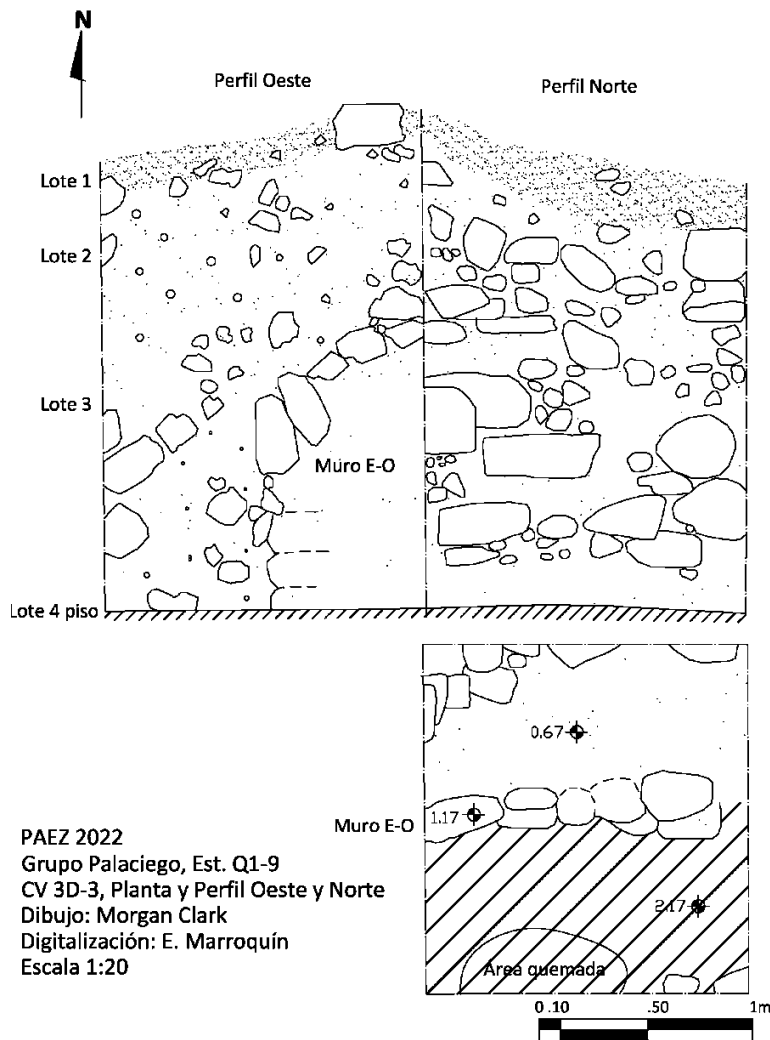 N
Perfil Oeste
Perfil Norte
Lote 1
Lote 2
Lote 3
Muro E-O
Lote 4 piso
0.67
1.17
Muro E-O
2.17
Área quemada
PAEZ 2022
Grupo Palaciego, Est. Q1-9
CV 3D-3, Planta y Perfil Oeste y Norte
Dibujo: Morgan Clark
Digitalización: E. Marroquín
Escala 1:20
0 .10 .50 1m